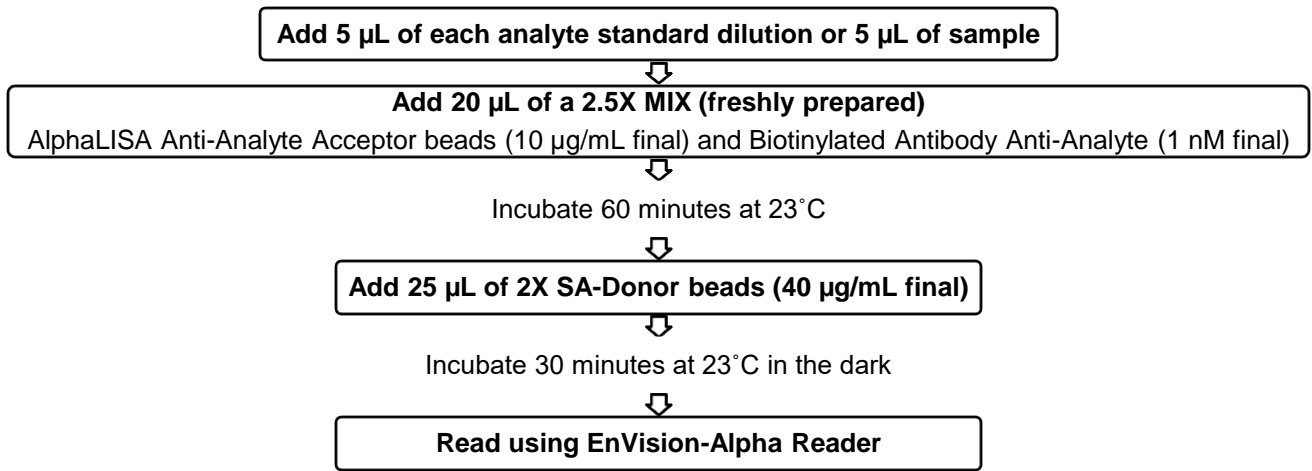 Add 5 µL of each analyte standard dilution or 5 µL of sample
Add 20 µL of a 2.5X MIX (freshly prepared)
AlphaLISA Anti-Analyte Acceptor beads (10 µg/mL final) and Biotinylated Antibody Anti-Analyte (1 nM final)
Incubate 60 minutes at 23˚C
Add 25 µL of 2X SA-Donor beads (40 µg/mL final)
Incubate 30 minutes at 23˚C in the dark
Read using EnVision-Alpha Reader